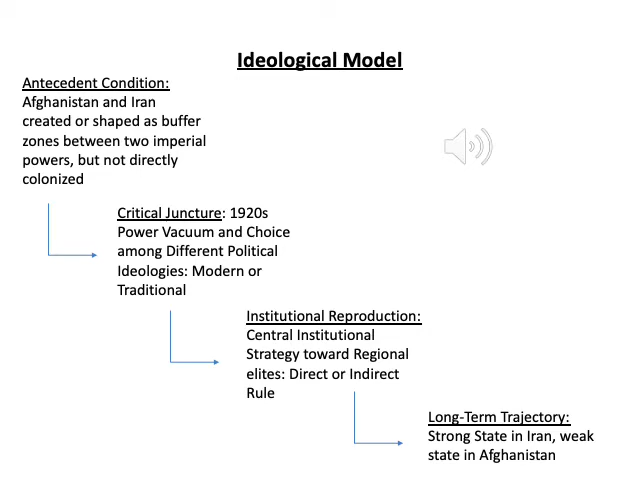 Ideological Model
Antecedent Condition:
Afghanistan and Iran
created or shaped as buffer
zones between two imperial
powers, but not directly
colonized
Critical Juncture: 1920s
Power Vacuum and Choice
among Different Political
Ideologies: Modern or
Traditional
Institutional Reproduction:
Central Institutional
Strategy toward Regional
elites: Direct or Indirect
Rule
Long-Term Trajectory:
Strong State in Iran, weak
state in Afghanistan